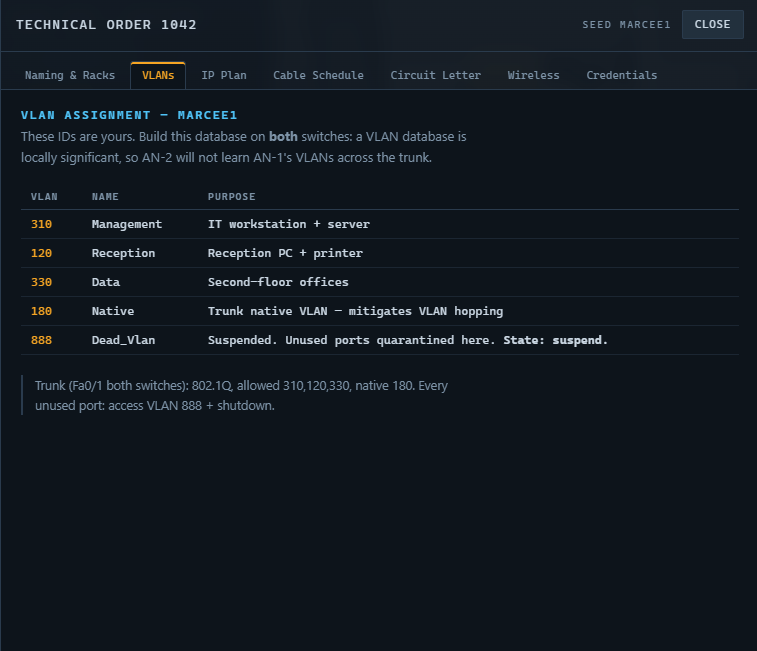 TECHNICAL ORDER 1042
SEED MARCEE1
CLOSE
Naming & Racks
VLANs
IP Plan
Cable Schedule
Circuit Letter
Wireless
Credentials
VLAN ASSIGNMENT — MARCEE1
These IDs are yours. Build this database on both switches: a VLAN database is
locally significant, so AN-2 will not learn AN-1's VLANs across the trunk.
VLAN NAME PURPOSE
310 Management IT workstation + server
120 Reception Reception PC + printer
330 Data Second-floor offices
180 Native Trunk native VLAN — mitigates VLAN hopping
888 Dead_Vlan Suspended. Unused ports quarantined here. State: suspend.
Trunk (Fa0/1 both switches): 802.1Q, allowed 310,120,330, native 180. Every
unused port: access VLAN 888 + shutdown.